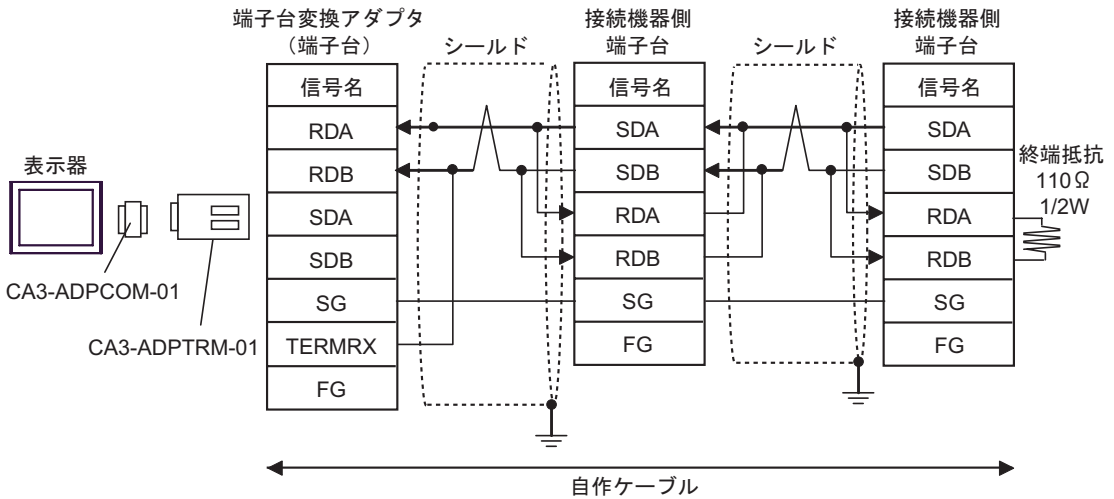 端子台変換アダプタ
（端子台）
シールド
接続機器側
端子台
シールド
接続機器側
端子台
表示器
CA3-ADPCOM-01
CA3-ADPTRM-01
信号名
RDA
RDB
SDA
SDB
SG
TERMRX
FG
信号名
SDA
SDB
RDA
RDB
SG
FG
信号名
SDA
SDB
RDA
RDB
SG
FG
終端抵抗
110Ω
1/2W
自作ケーブル